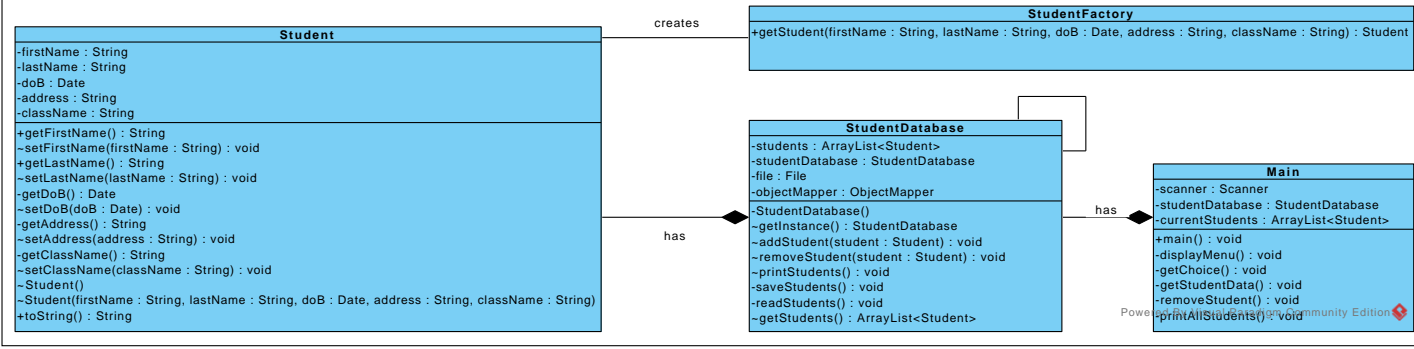 Student
-firstName : String
-lastName : String
-doB : Date
-address : String
-className : String
+getFirstName() : String
~setFirstName(firstName : String) : void
+getLastName() : String
~setLastName(lastName : String) : void
-getDoB() : Date
~setDoB(doB : Date) : void
-getAddress() : String
~setAddress(address : String) : void
-getClassName() : String
~setClassName(className : String) : void
~Student()
~Student(firstName : String, lastName : String, doB : Date, address : String, className : String)
+toString() : String
creates
StudentFactory
+getStudent(firstName : String, lastName : String, doB : Date, address : String, className : String) : Student
has
StudentDatabase
-students : ArrayList<Student>
-studentDatabase : StudentDatabase
-file : File
-objectMapper : ObjectMapper
-StudentDatabase()
~getInstance() : StudentDatabase
~addStudent(student : Student) : void
~removeStudent(student : Student) : void
~printStudents() : void
-saveStudents() : void
-readStudents() : void
~getStudents() : ArrayList<Student>
has
Main
-scanner : Scanner
-studentDatabase : StudentDatabase
-currentStudents : ArrayList<Student>
+main() : void
-displayMenu() : void
-getChoice() : void
-getStudentData() : void
-removeStudent() : void
-printAllStudents() : void
Powered By Visual Paradigm Community Edition